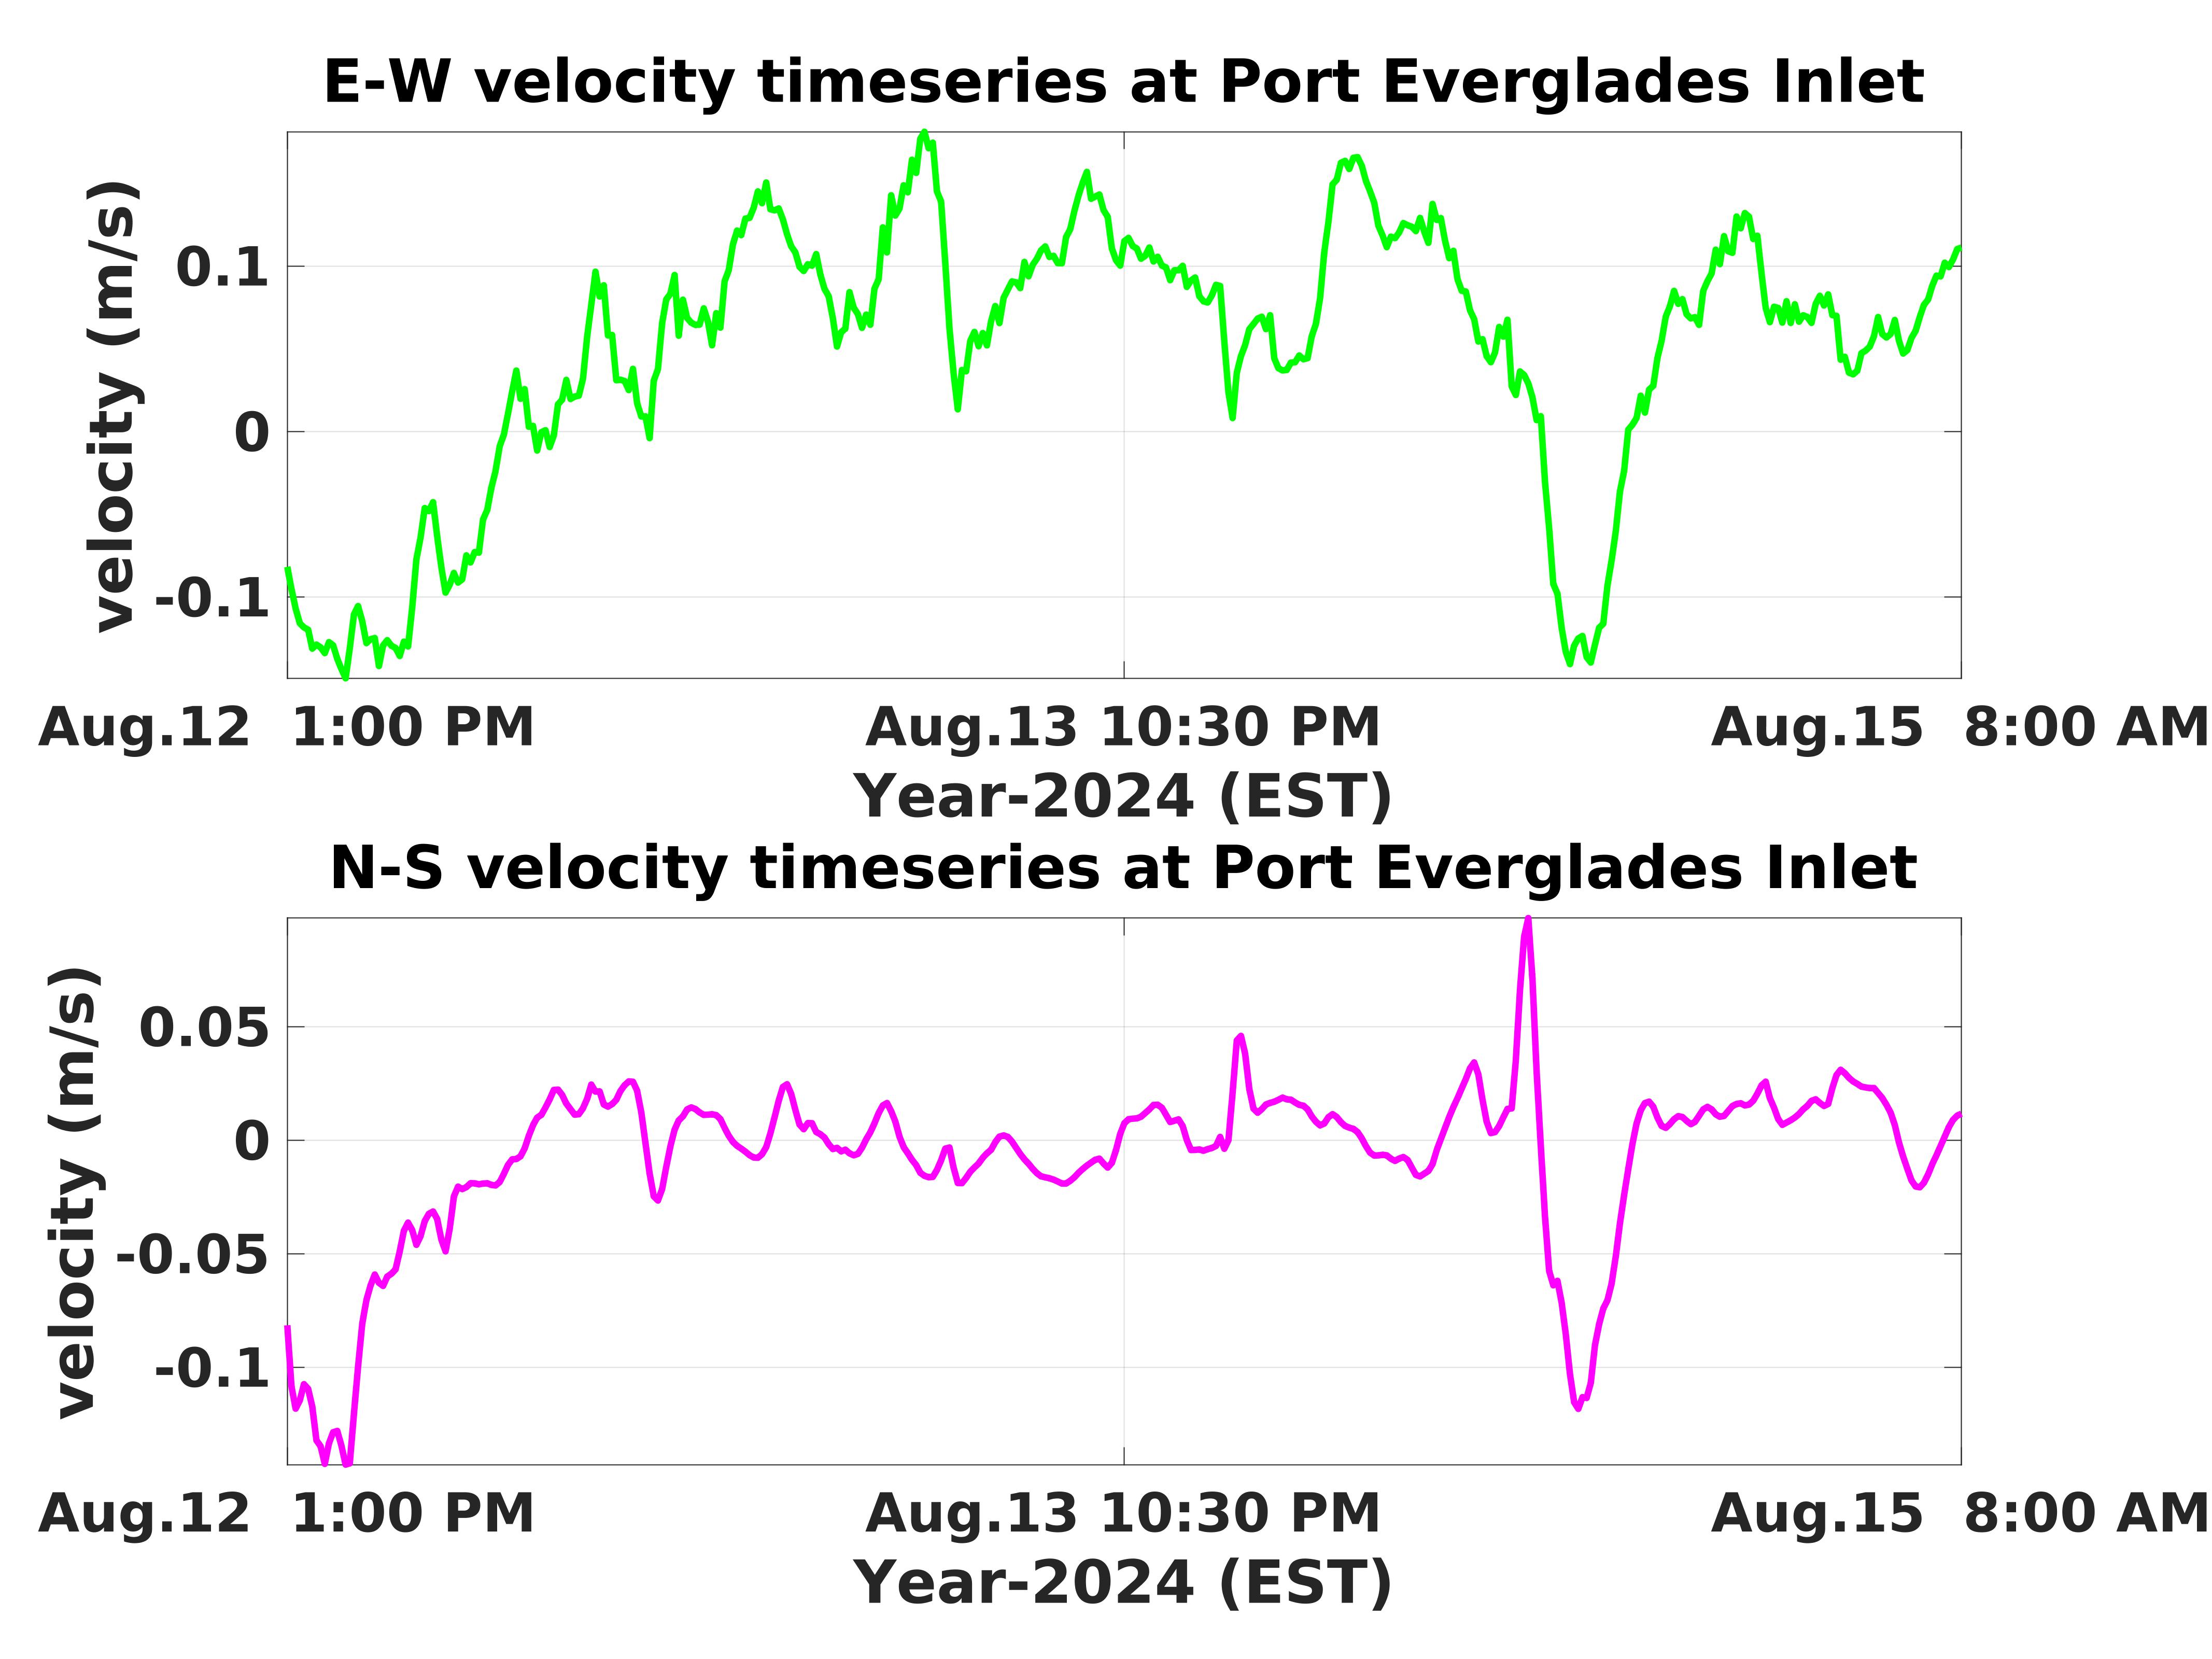 E-W velocity timeseries at Port Everglades Inlet
velocity (m/s)
0.1
0
-0.1
Aug.12  1:00 PM Aug.13 10:30 PM Aug.15  8:00 AM
Year-2024 (EST)
N-S velocity timeseries at Port Everglades Inlet
velocity (m/s)
0.05
0
-0.05
-0.1
Aug.12  1:00 PM Aug.13 10:30 PM Aug.15  8:00 AM
Year-2024 (EST)